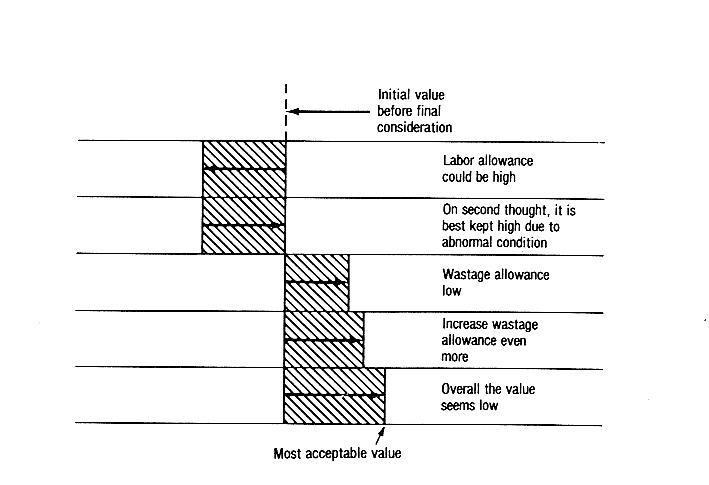 Initial value
before final
consideration
Labor allowance
could be high
On second thought, it is
best kept high due to
abnormal condition
Wastage allowance
low
Increase wastage
allowance even
more
Overall the value
seems low
Most acceptable value